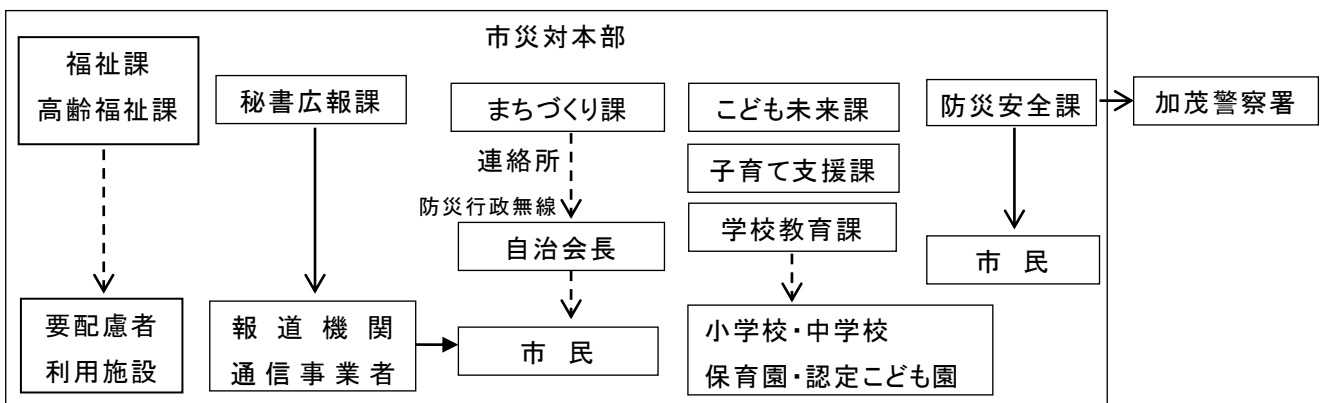 市災対本部
福祉課
高齢福祉課
秘書広報課
まちづくり課
こども未来課
防災安全課
加茂警察署
連絡所
子育て支援課
防災行政無線
学校教育課
自治会長
市 民
要配慮者
利用施設
報 道 機 関
通信事業者
市 民
小学校・中学校
保育園・認定こども園